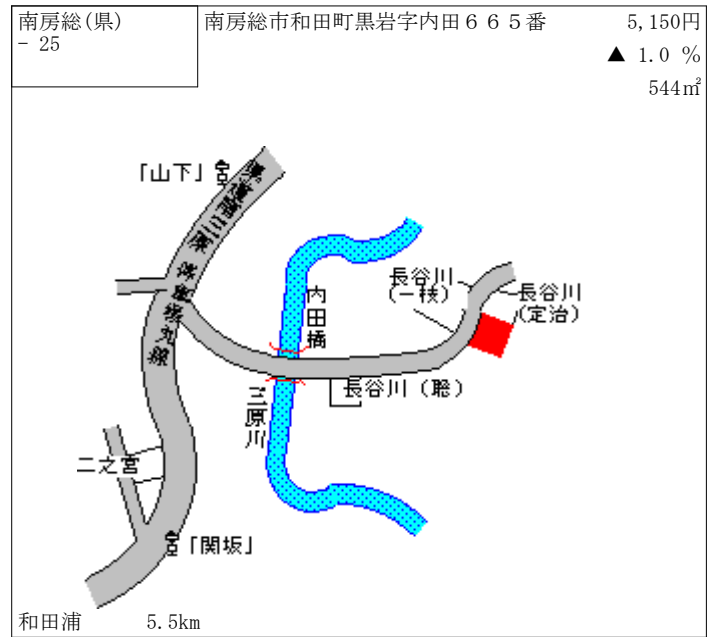 南房総(県)
- 25
南房総市和田町黒岩字内田665番
5,150円
▲ 1.0 %
544㎡
「山下」
内田橋
長谷川
(一枝)
長谷川
(定治)
長谷川(聡)
三原川
二之宮
「関坂」
和田浦 5.5km